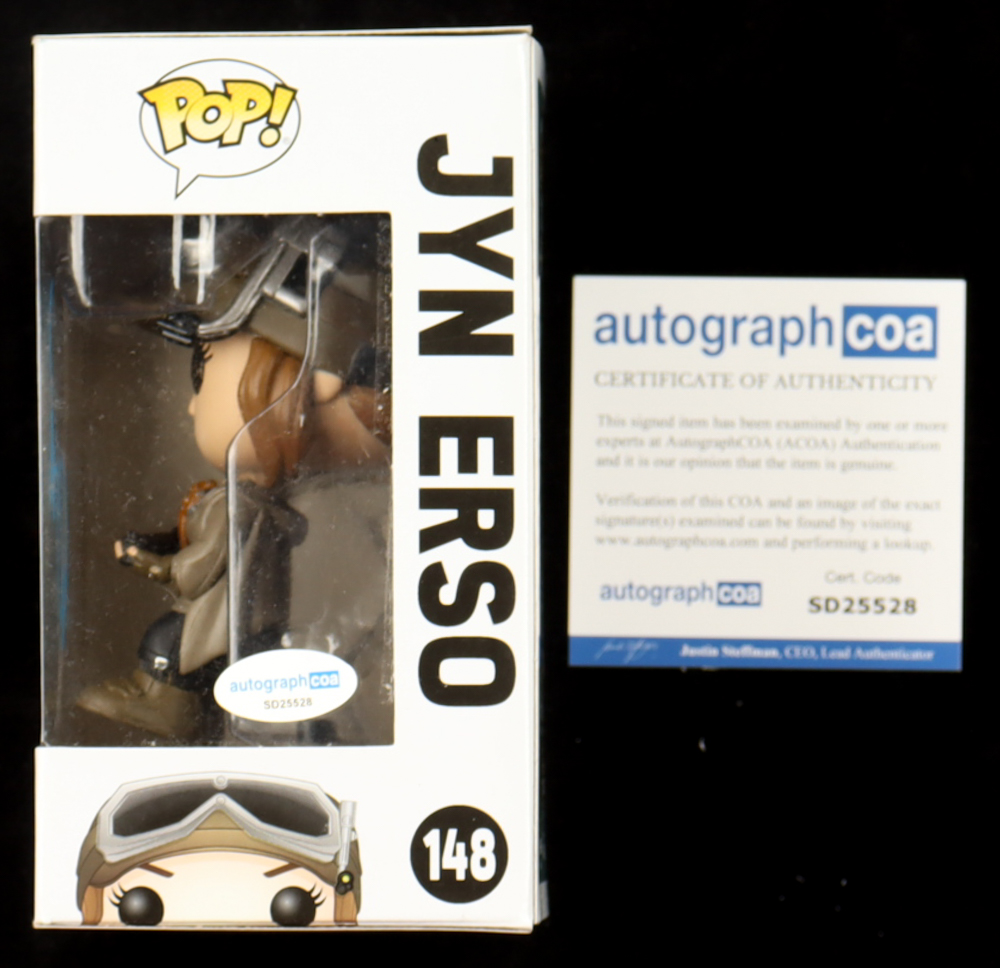 POP!
JYN ERSO
autographcoa
SD25528
148
autographcoa
CERTIFICATE OF AUTHENTICITY
This signed item has been examined by one or more
experts at AutographCOA (ACOA) Authentication
and it is our opinion that the item is genuine.
Verification of this COA and an image of the exact
signature(s) examined can be found by visiting
www.autographcoa.com and performing a lookup.
autographcoa
Cert. Code
SD25528
Justin Steffman, CEO, Lead Authenticator